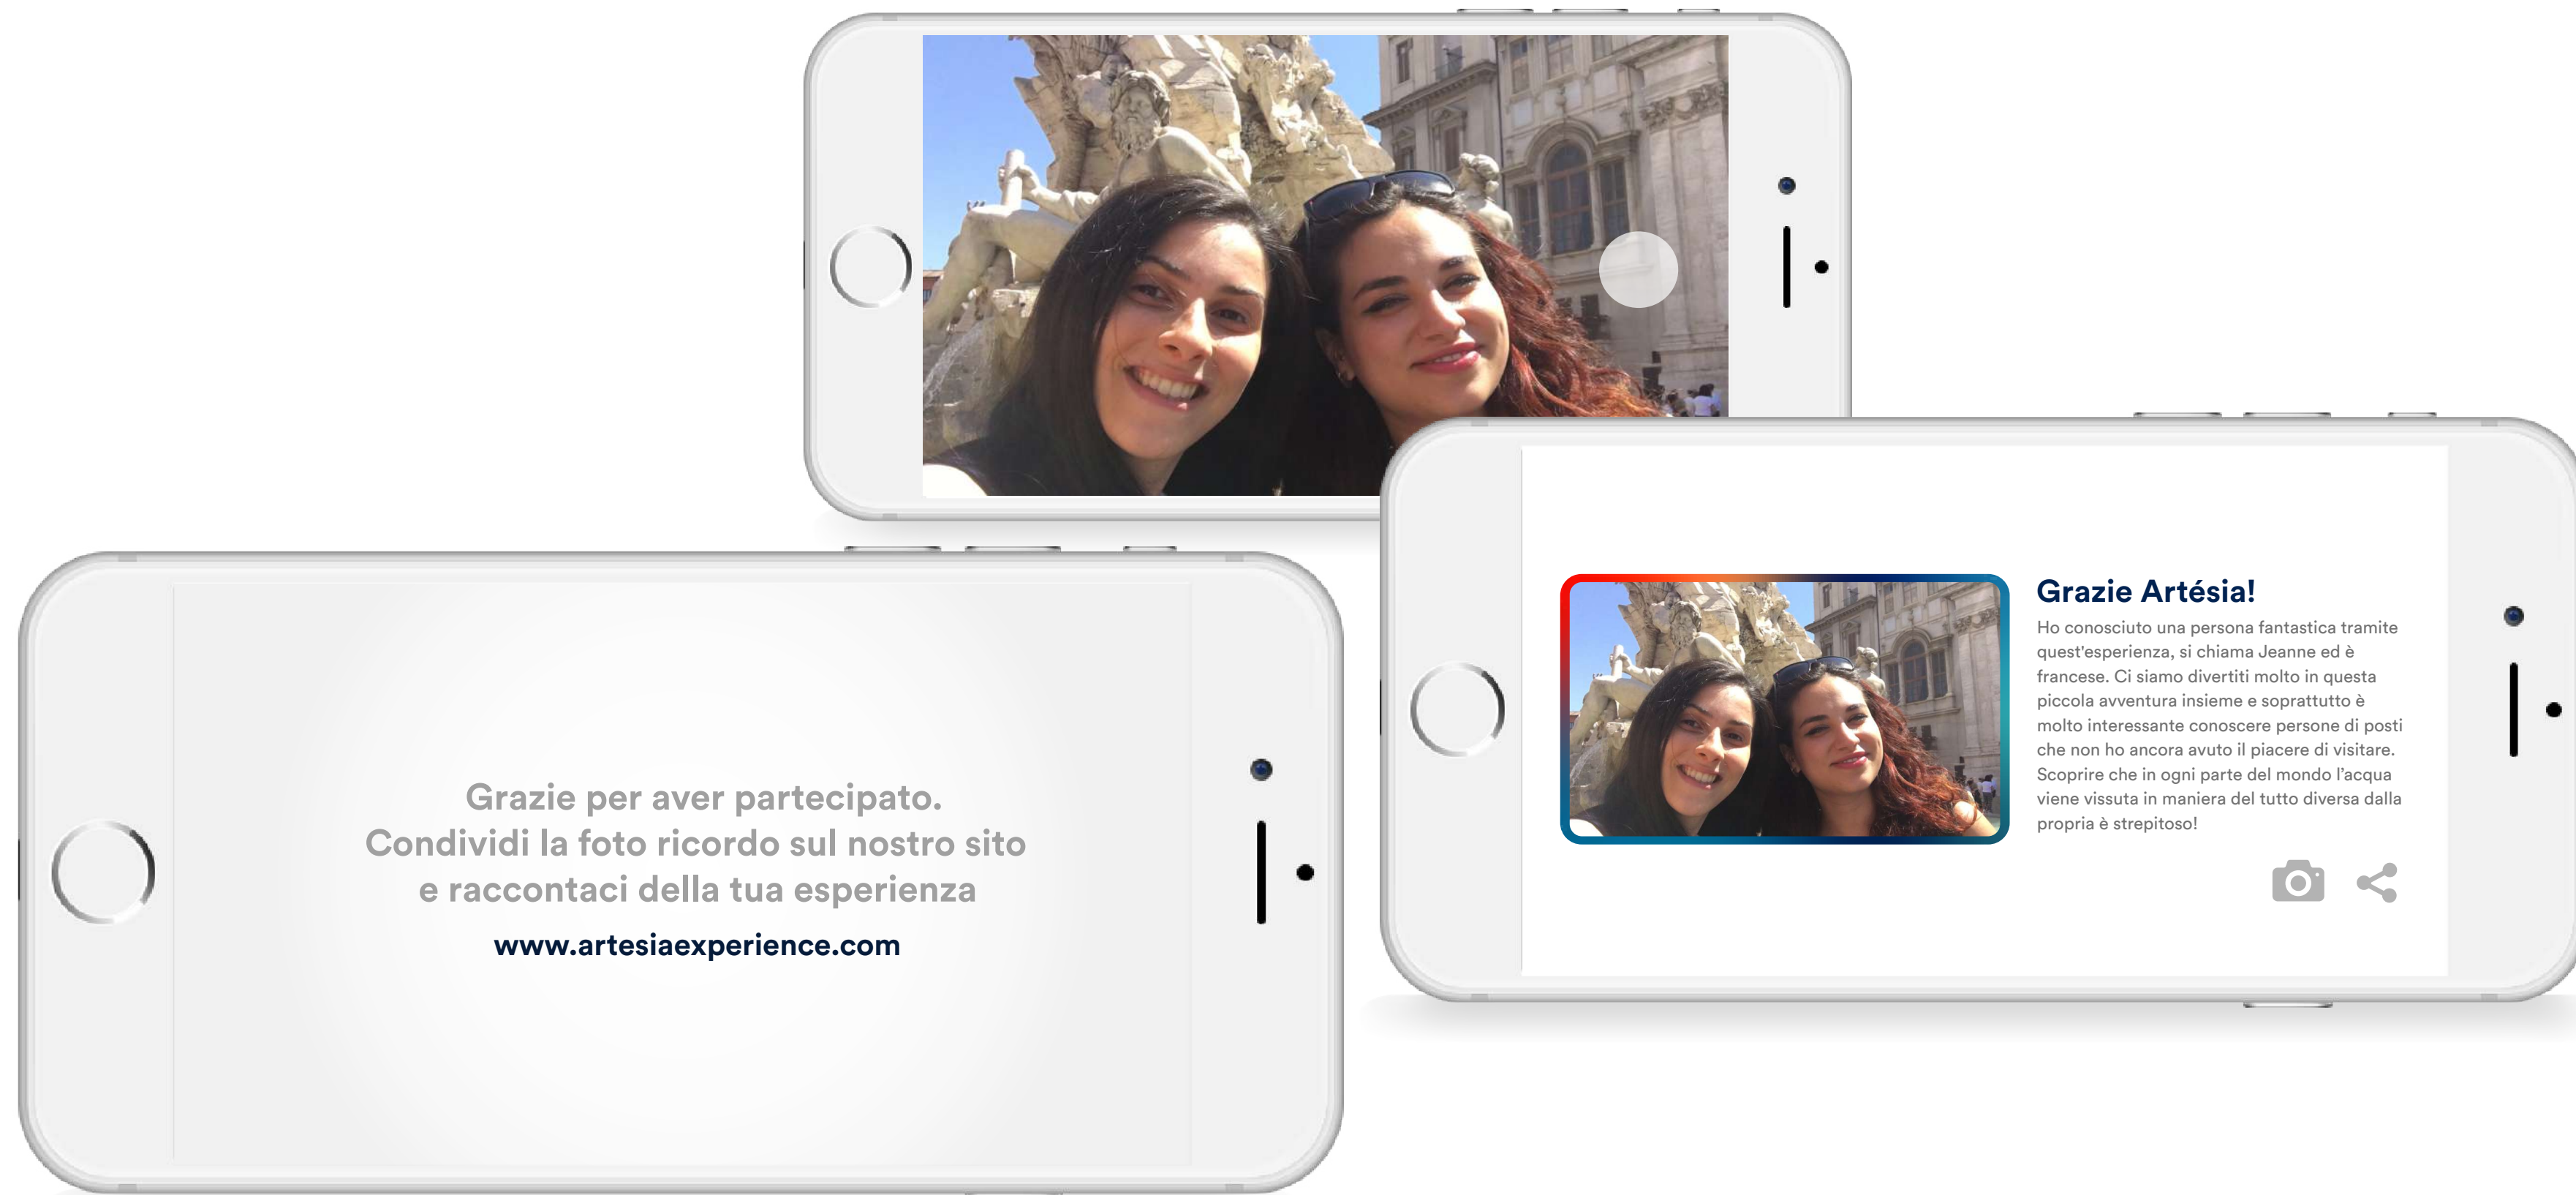 Grazie per aver partecipato.
Condividi la foto ricordo sul nostro sito
e raccontaci della tua esperienza
www.artesiaexperience.com
Grazie Artésia!
Ho conosciuto una persona fantastica tramite
quest'esperienza, si chiama Jeanne ed è
francese. Ci siamo divertiti molto in questa
piccola avventura insieme e soprattutto è
molto interessante conoscere persone di posti
che non ho ancora avuto il piacere di visitare.
Scoprire che in ogni parte del mondo l’acqua
viene vissuta in maniera del tutto diversa dalla
propria è strepitoso!